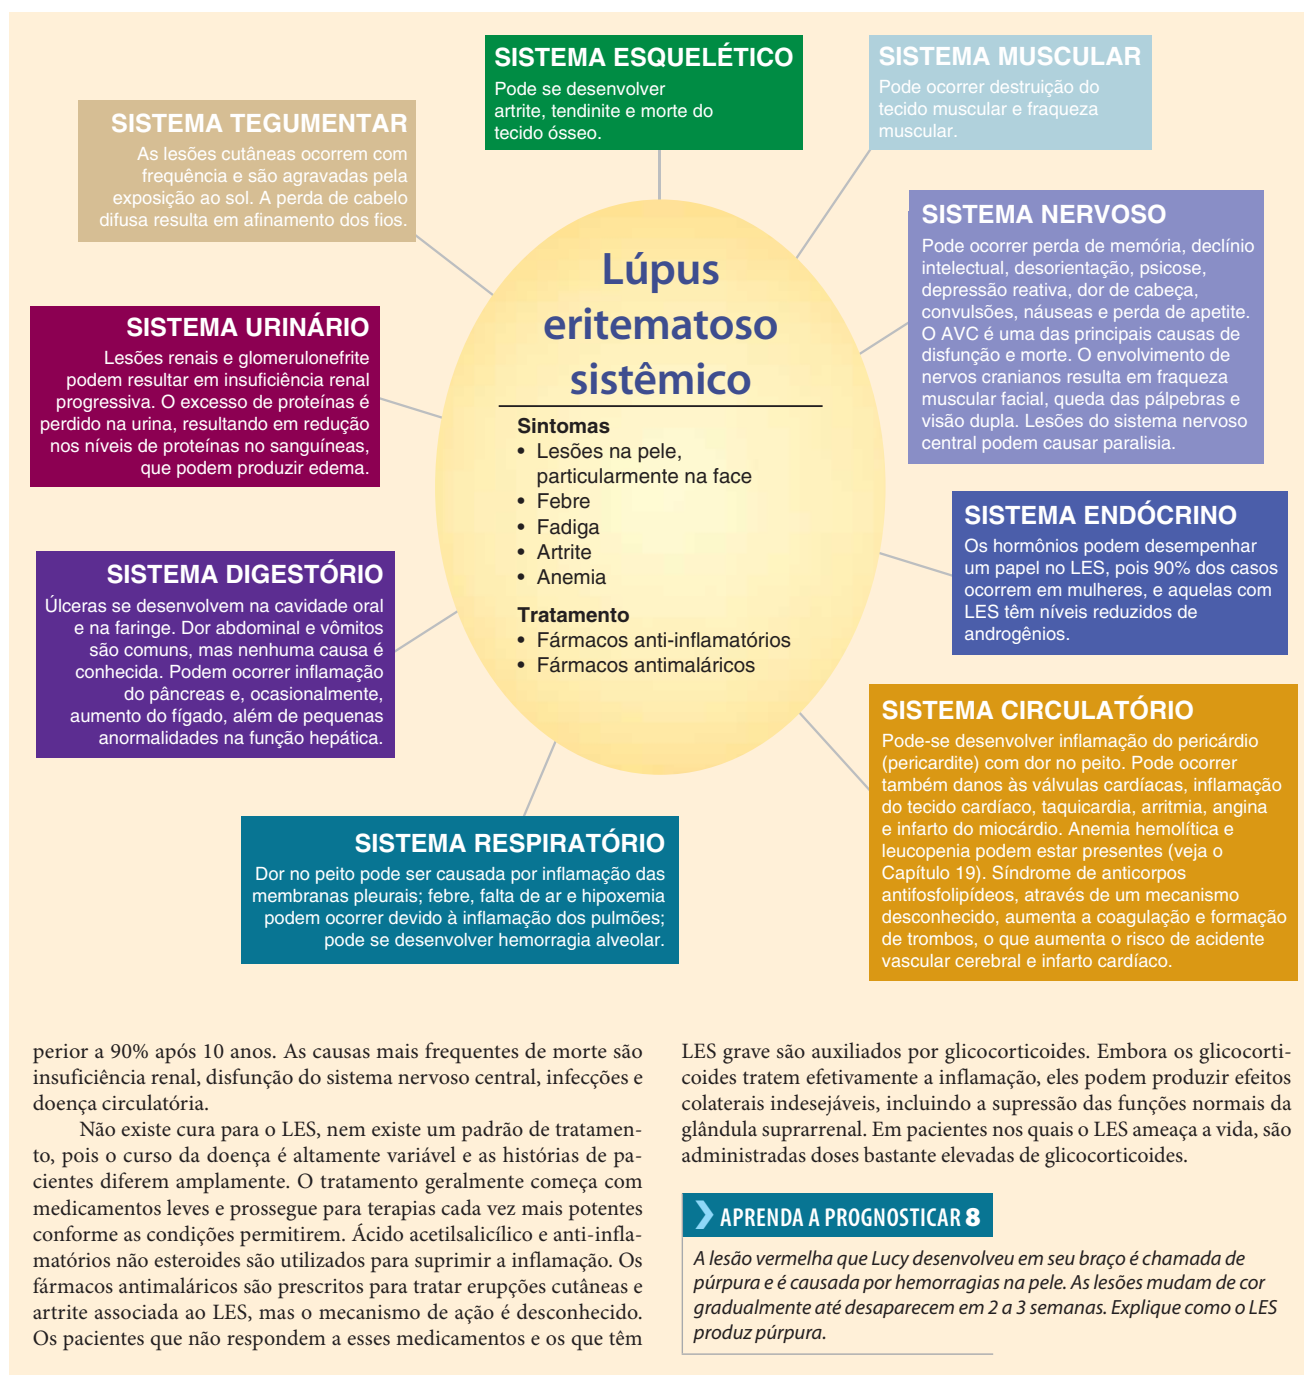 SISTEMA ESQUELÉTICO
Pode se desenvolver
artrite, tendinite e morte do
tecido ósseo.
SISTEMA MUSCULAR
Pode ocorrer destruição do
tecido muscular e fraqueza
muscular.
SISTEMA TEGUMENTAR
As lesões cutâneas ocorrem com
frequência e são agravadas pela
exposição ao sol. A perda de cabelo
difusa resulta em afinamento dos fios.
SISTEMA NERVOSO
Pode ocorrer perda de memória, declínio
intelectual, desorientação, psicose,
depressão reativa, dor de cabeça,
convulsões, náuseas e perda de apetite.
O AVC é uma das principais causas de
disfunção e morte. O envolvimento de
nervos cranianos resulta em fraqueza
muscular facial, queda das pálpebras e
visão dupla. Lesões do sistema nervoso
central podem causar paralisia.
Lúpus
eritematoso
sistêmico
Sintomas
• Lesões na pele,
particularmente na face
• Febre
• Fadiga
• Artrite
• Anemia
Tratamento
• Fármacos anti-inflamatórios
• Fármacos antimaláricos
SISTEMA URINÁRIO
Lesões renais e glomerulonefrite
podem resultar em insuficiência renal
progressiva. O excesso de proteínas é
perdido na urina, resultando em redução
nos níveis de proteínas no sanguíneas,
que podem produzir edema.
SISTEMA ENDÓCRINO
Os hormônios podem desempenhar
um papel no LES, pois 90% dos casos
ocorrem em mulheres, e aquelas com
LES têm níveis reduzidos de
androgênios.
SISTEMA DIGESTÓRIO
Úlceras se desenvolvem na cavidade oral
e na faringe. Dor abdominal e vômitos
são comuns, mas nenhuma causa é
conhecida. Podem ocorrer inflamação
do pâncreas e, ocasionalmente,
aumento do fígado, além de pequenas
anormalidades na função hepática.
SISTEMA CIRCULATÓRIO
Pode-se desenvolver inflamação do pericárdio
(pericardite) com dor no peito. Pode ocorrer
também danos às válvulas cardíacas, inflamação
do tecido cardíaco, taquicardia, arritmia, angina
e infarto do miocárdio. Anemia hemolítica e
leucopenia podem estar presentes (veja o
Capítulo 19). Síndrome de anticorpos
antifosfolipídeos, através de um mecanismo
desconhecido, aumenta a coagulação e formação
de trombos, o que aumenta o risco de acidente
vascular cerebral e infarto cardíaco.
SISTEMA RESPIRATÓRIO
Dor no peito pode ser causada por inflamação das
membranas pleurais; febre, falta de ar e hipoxemia
podem ocorrer devido à inflamação dos pulmões;
pode se desenvolver hemorragia alveolar.
perior a 90% após 10 anos. As causas mais frequentes de morte são
insuficiência renal, disfunção do sistema nervoso central, infecções e
doença circulatória.
Não existe cura para o LES, nem existe um padrão de tratamen-
to, pois o curso da doença é altamente variável e as histórias de pa-
cientes diferem amplamente. O tratamento geralmente começa com
medicamentos leves e prossegue para terapias cada vez mais potentes
conforme as condições permitirem. Ácido acetilsalicílico e anti-infla-
matórios não esteroides são utilizados para suprimir a inflamação. Os
fármacos antimaláricos são prescritos para tratar erupções cutâneas e
artrite associada ao LES, mas o mecanismo de ação é desconhecido.
Os pacientes que não respondem a esses medicamentos e os que têm
LES grave são auxiliados por glicocorticoides. Embora os glicocorti-
coides tratem efetivamente a inflamação, eles podem produzir efeitos
colaterais indesejáveis, incluindo a supressão das funções normais da
glândula suprarrenal. Em pacientes nos quais o LES ameaça a vida, são
administradas doses bastante elevadas de glicocorticoides.
APRENDA A PROGNOSTICAR 8
A lesão vermelha que Lucy desenvolveu em seu braço é chamada de
púrpura e é causada por hemorragias na pele. As lesões mudam de cor
gradualmente até desaparecem em 2 a 3 semanas. Explique como o LES
produz púrpura.